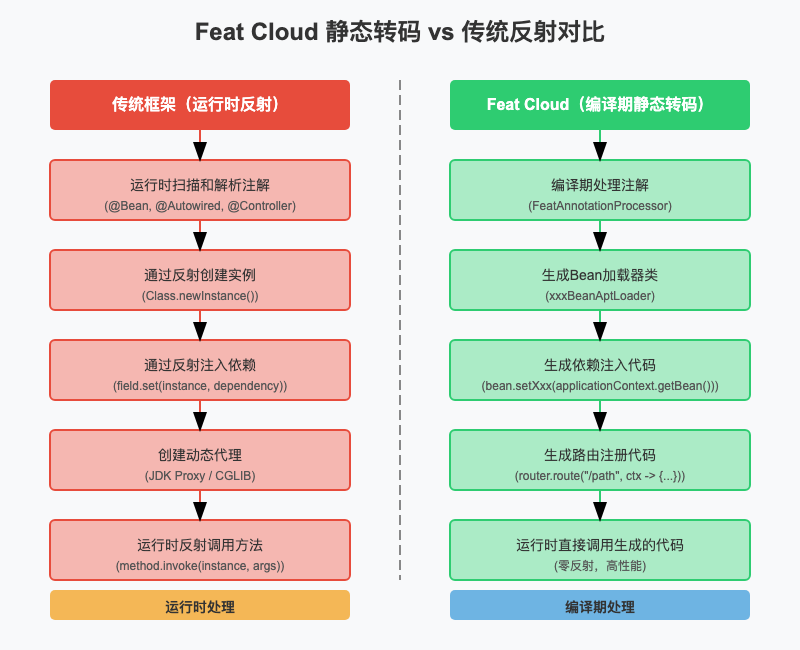 Feat Cloud 静态转码 vs 传统反射对比
传统框架（运行时反射）
运行时扫描和解析注解
(@Bean, @Autowired, @Controller)
通过反射创建实例
(Class.newInstance())
通过反射注入依赖
(field.set(instance, dependency))
创建动态代理
(JDK Proxy / CGLIB)
运行时反射调用方法
(method.invoke(instance, args))
运行时处理
Feat Cloud（编译期静态转码）
编译期处理注解
(FeatAnnotationProcessor)
生成Bean加载器类
(xxxBeanAptLoader)
生成依赖注入代码
(bean.setXxx(applicationContext.getBean()))
生成路由注册代码
(router.route("/path", ctx -> {...}))
运行时直接调用生成的代码
(零反射，高性能)
编译期处理